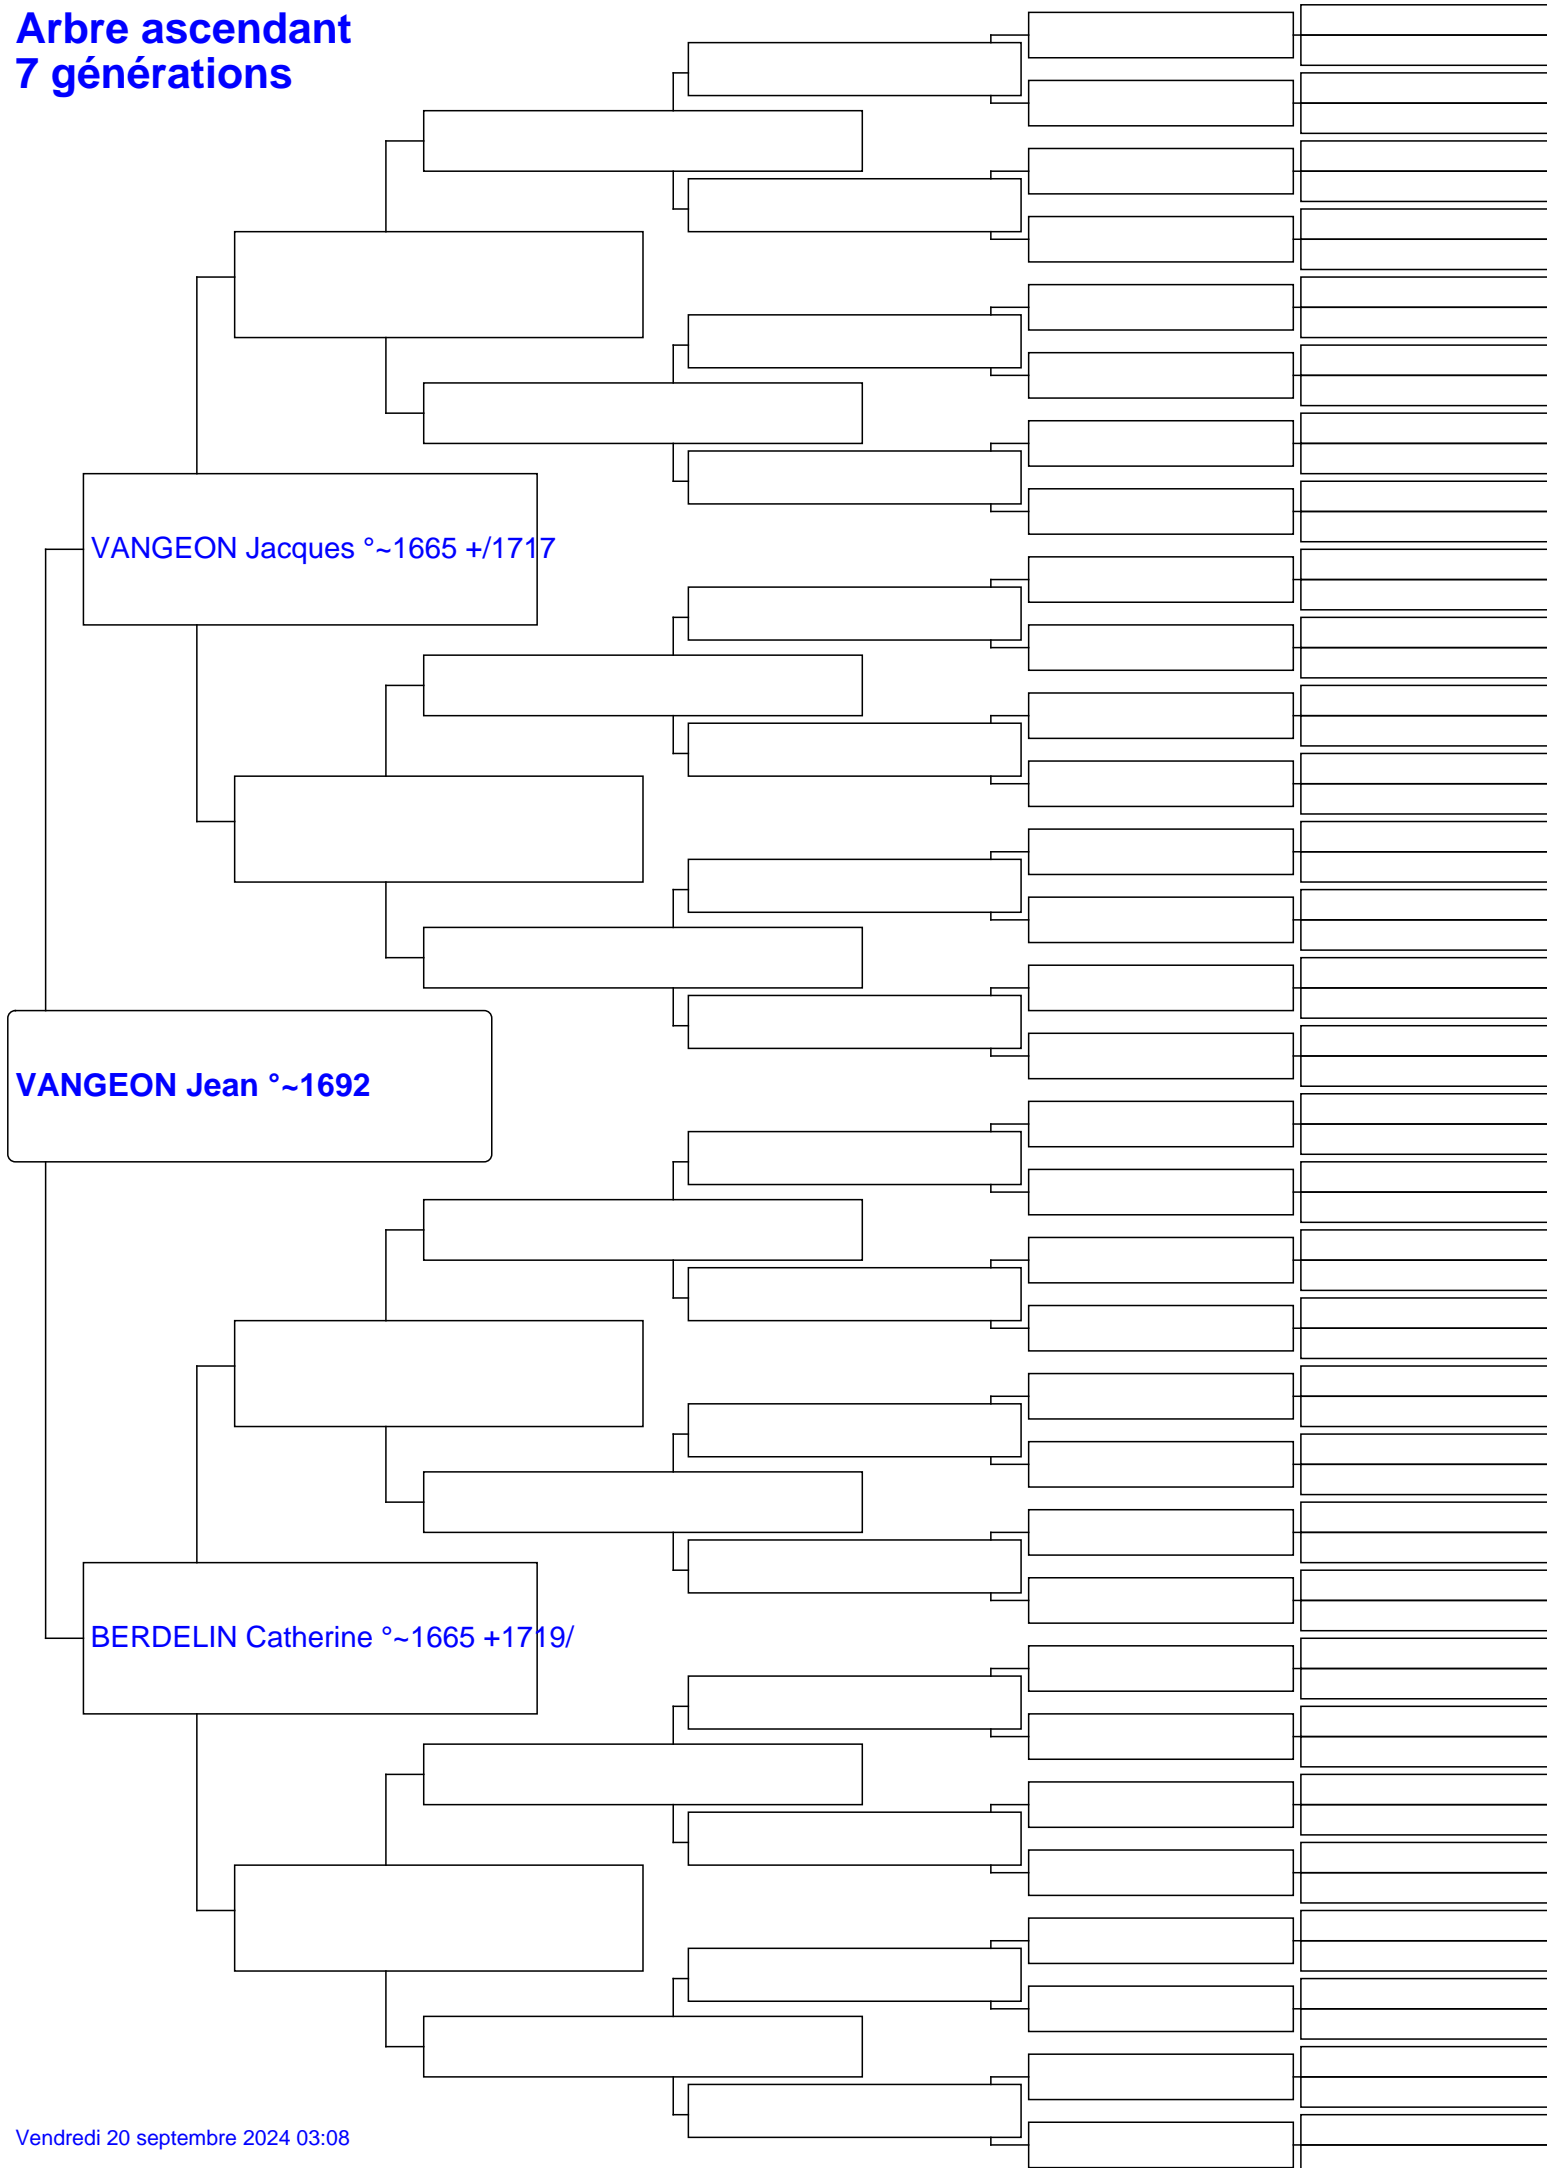 Arbre ascendant
7 générations
VANGEON Jacques °~1665 +/1717
VANGEON Jean °~1692
BERDELIN Catherine °~1665 +1719/
Vendredi 20 septembre 2024 03:08